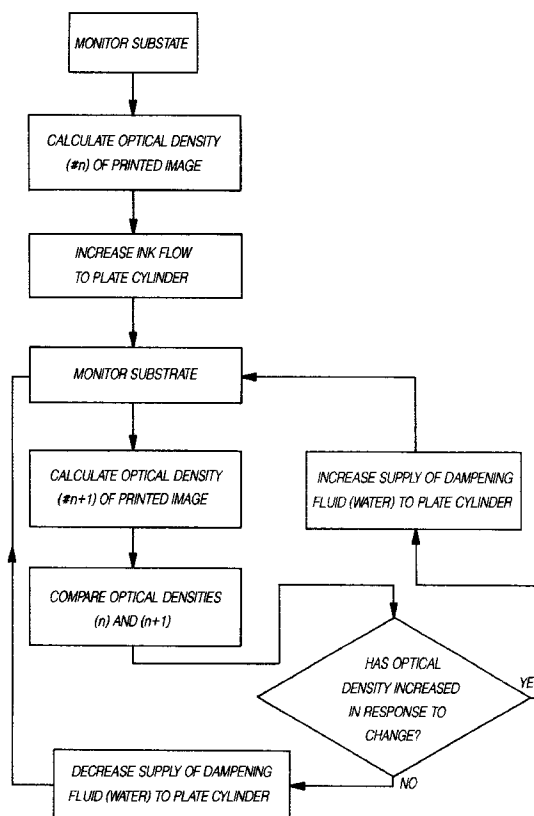 MONITOR SUBSTATE
CALCULATE OPTICAL DENSITY
(#n) OF PRINTED IMAGE
INCREASE INK FLOW
TO PLATE CYLINDER
MONITOR SUBSTRATE
CALCULATE OPTICAL DENSITY
(#n+1) OF PRINTED IMAGE
INCREASE SUPPLY OF DAMPENING
FLUID (WATER) TO PLATE CYLINDER
COMPARE OPTICAL DENSITIES
(n) AND (n+1)
HAS OPTICAL
DENSITY INCREASED
IN RESPONSE TO
CHANGE?
YE
NO
DECREASE SUPPLY OF DAMPENING
FLUID (WATER) TO PLATE CYLINDER